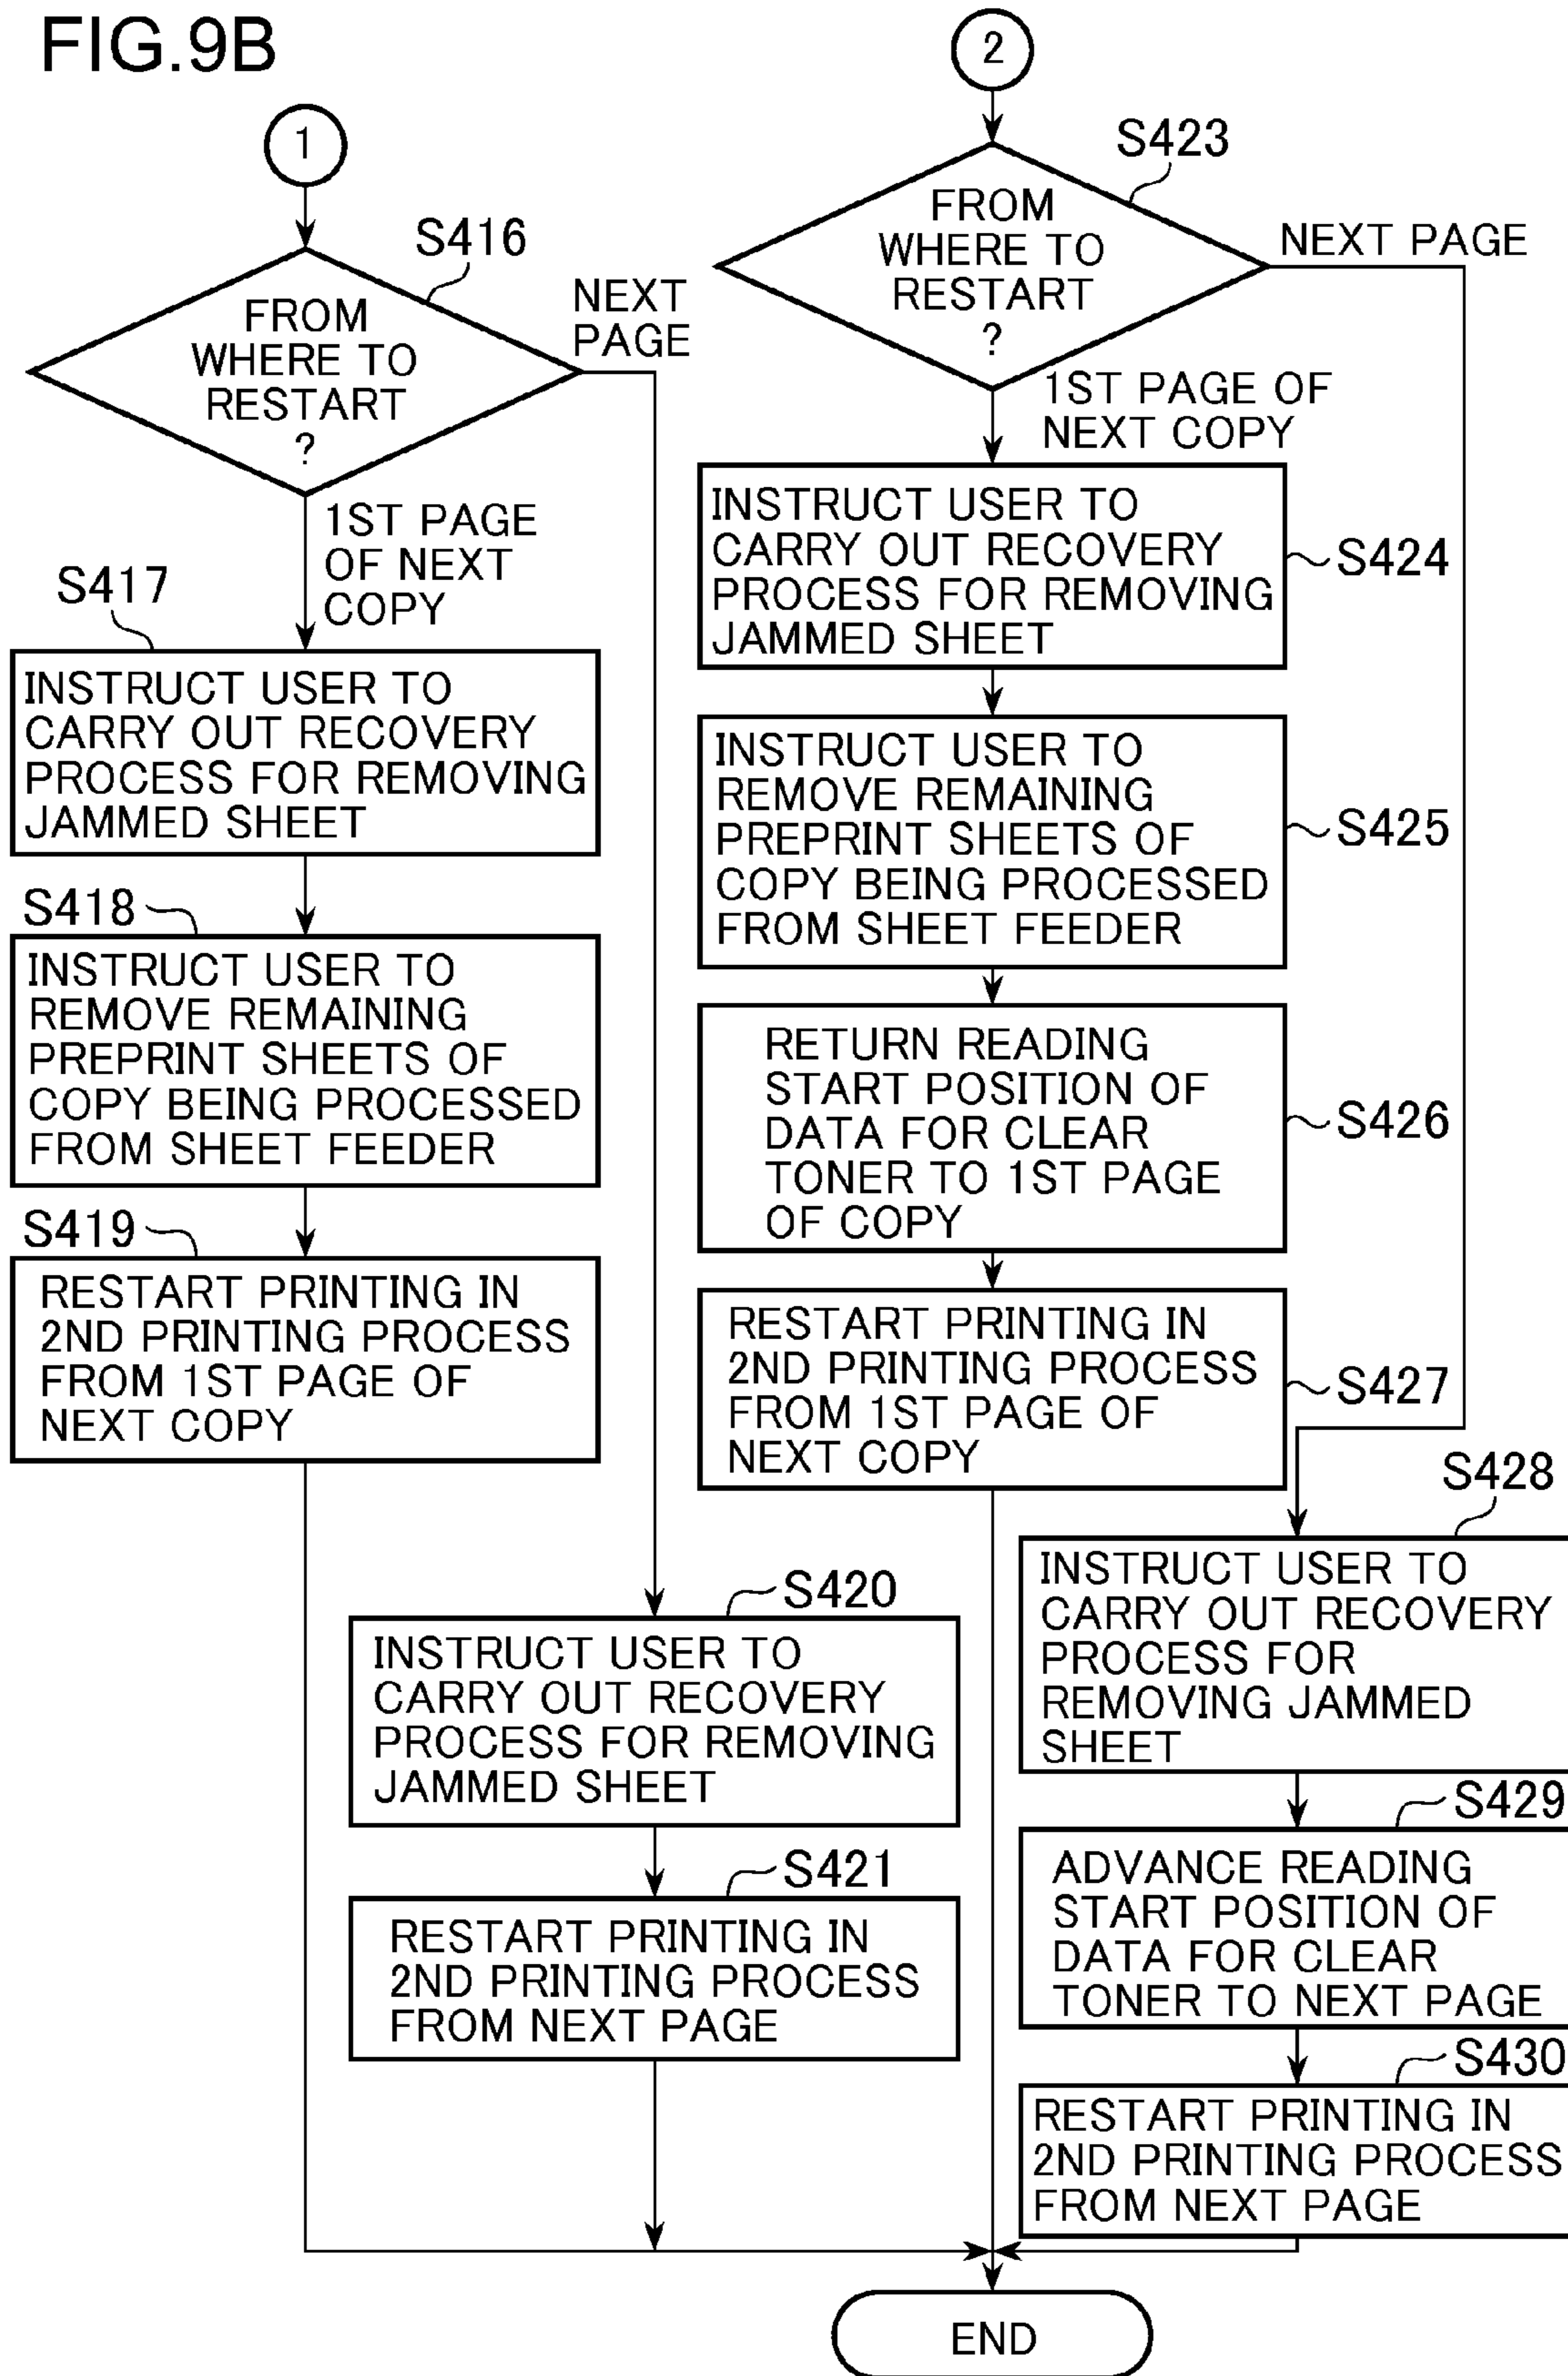 FIG.9B
1
S416
FROM
WHERE TO
RESTART
?
NEXT
PAGE
1ST PAGE
OF NEXT
COPY
S417
INSTRUCT USER TO
CARRY OUT RECOVERY
PROCESS FOR REMOVING
JAMMED SHEET
S418
INSTRUCT USER TO
REMOVE REMAINING
PREPRINT SHEETS OF
COPY BEING PROCESSED
FROM SHEET FEEDER
S419
RESTART PRINTING IN
2ND PRINTING PROCESS
FROM 1ST PAGE OF
NEXT COPY
S420
INSTRUCT USER TO
CARRY OUT RECOVERY
PROCESS FOR REMOVING
JAMMED SHEET
S421
RESTART PRINTING IN
2ND PRINTING PROCESS
FROM NEXT PAGE
2
S423
FROM
WHERE TO
RESTART
?
NEXT PAGE
1ST PAGE OF
NEXT COPY
INSTRUCT USER TO
CARRY OUT RECOVERY
PROCESS FOR REMOVING
JAMMED SHEET
S424
INSTRUCT USER TO
REMOVE REMAINING
PREPRINT SHEETS OF
COPY BEING PROCESSED
FROM SHEET FEEDER
S425
RETURN READING
START POSITION OF
DATA FOR CLEAR
TONER TO 1ST PAGE
OF COPY
S426
RESTART PRINTING IN
2ND PRINTING PROCESS
FROM 1ST PAGE OF
NEXT COPY
S427
S428
INSTRUCT USER TO
CARRY OUT RECOVERY
PROCESS FOR
REMOVING JAMMED
SHEET
S429
ADVANCE READING
START POSITION OF
DATA FOR CLEAR
TONER TO NEXT PAGE
S430
RESTART PRINTING IN
2ND PRINTING PROCESS
FROM NEXT PAGE
END